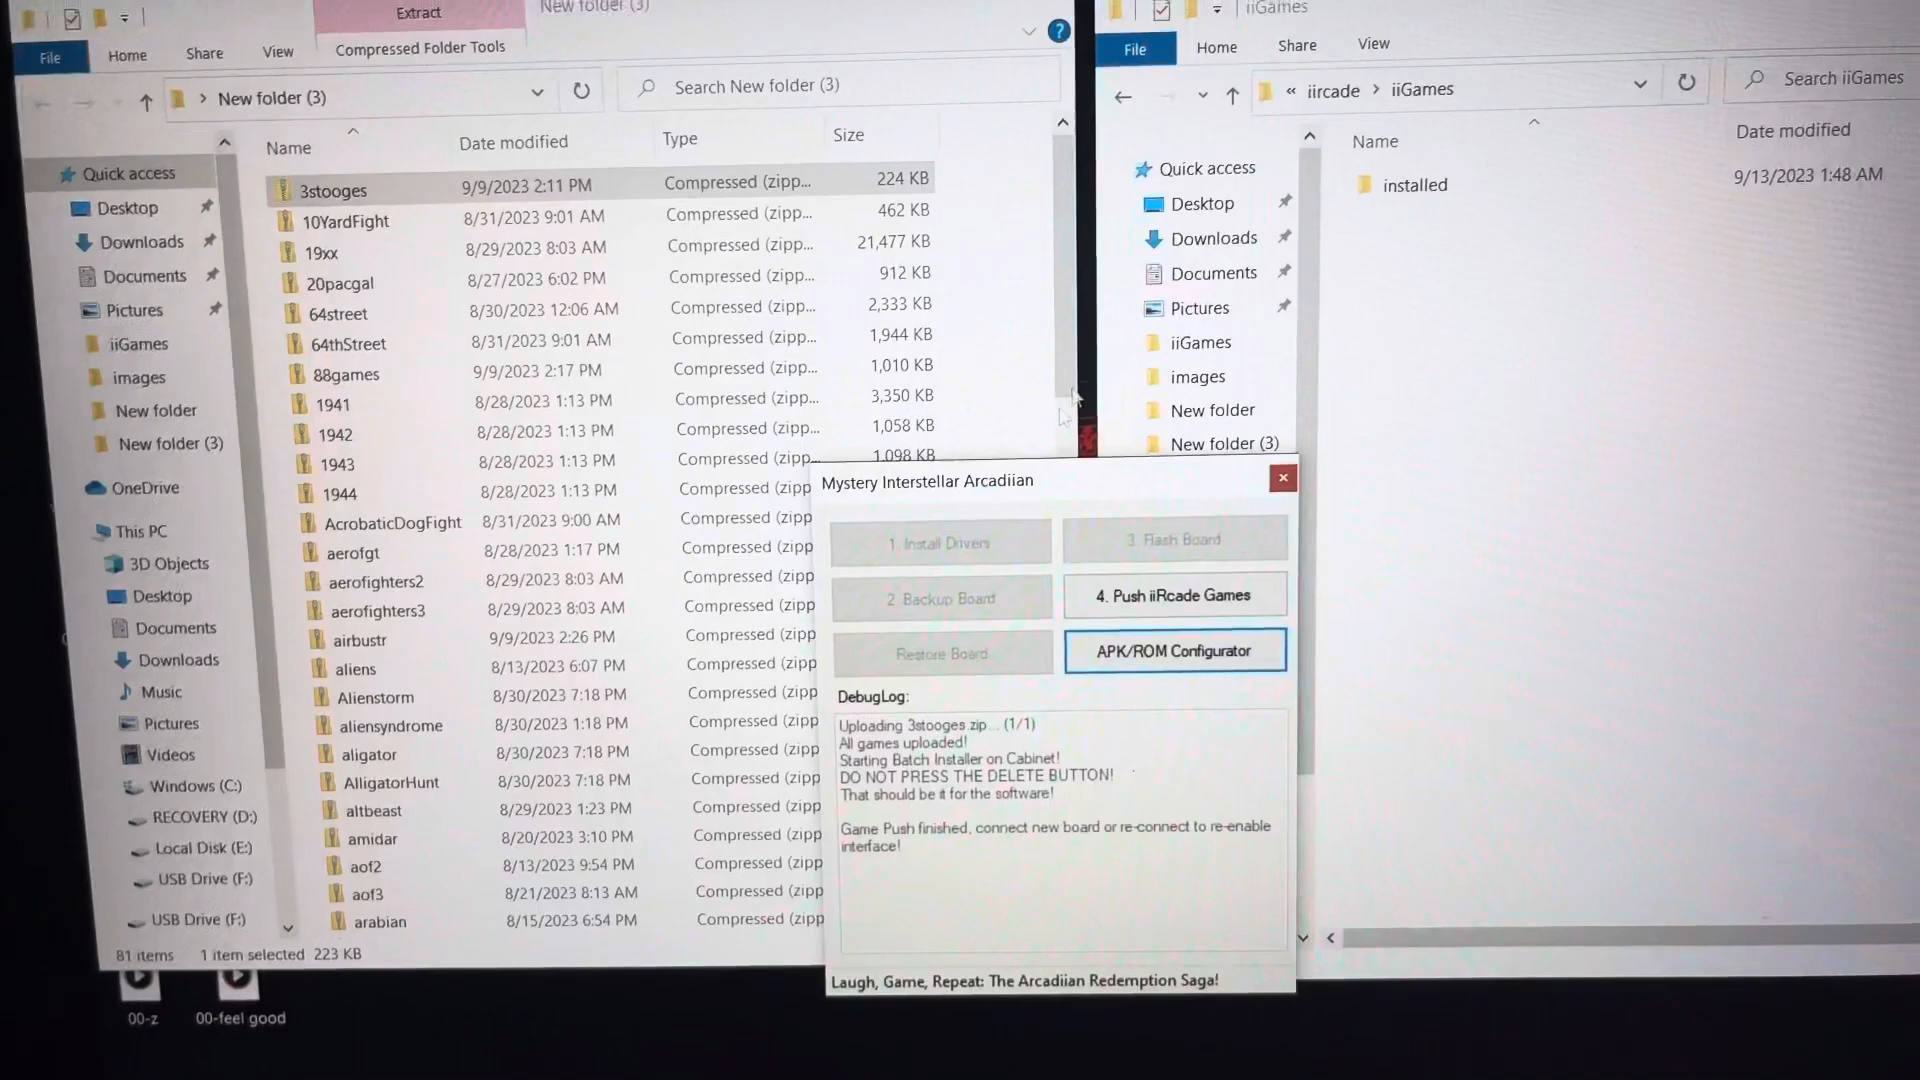 Extract
New folder (3)
File
Home
Share
View
Compressed Folder Tools
?
New folder (3)
Search New folder (3)
Name
Date modified
Type
Size
Quick access
Desktop
Downloads
Documents
Pictures
iiGames
images
New folder
New folder (3)
OneDrive
This PC
3D Objects
Desktop
Documents
Downloads
Music
Pictures
Videos
Windows (C:)
RECOVERY (D:)
Local Disk (E:)
USB Drive (F:)
USB Drive (F:)
3stooges 9/9/2023 2:11 PM Compressed (zipp... 224 KB
10YardFight 8/31/2023 9:01 AM Compressed (zipp... 462 KB
19xx 8/29/2023 8:03 AM Compressed (zipp... 21,477 KB
20pacgal 8/27/2023 6:02 PM Compressed (zipp... 912 KB
64street 8/30/2023 12:06 AM Compressed (zipp... 2,333 KB
64thStreet 8/31/2023 9:01 AM Compressed (zipp... 1,944 KB
88games 9/9/2023 2:17 PM Compressed (zipp... 1,010 KB
1941 8/28/2023 1:13 PM Compressed (zipp... 3,350 KB
1942 8/28/2023 1:13 PM Compressed (zipp... 1,058 KB
1943 8/28/2023 1:13 PM Compressed (zipp... 1,098 KB
1944 8/28/2023 1:13 PM Compressed (zipp
AcrobaticDogFight 8/31/2023 9:00 AM Compressed (zipp
aerofgt 8/28/2023 1:17 PM Compressed (zipp
aerofighters2 8/29/2023 8:03 AM Compressed (zipp
aerofighters3 8/29/2023 8:03 AM Compressed (zipp
airbustr 9/9/2023 2:26 PM Compressed (zipp
aliens 8/13/2023 6:07 PM Compressed (zipp
Alienstorm 8/30/2023 7:18 PM Compressed (zipp
aliensyndrome 8/30/2023 1:18 PM Compressed (zipp
aligator 8/30/2023 7:18 PM Compressed (zipp
AlligatorHunt 8/30/2023 7:18 PM Compressed (zipp
altbeast 8/29/2023 1:23 PM Compressed (zipp
amidar 8/20/2023 3:10 PM Compressed (zipp
aof2 8/13/2023 9:54 PM Compressed (zipp
aof3 8/21/2023 8:13 AM Compressed (zipp
arabian 8/15/2023 6:54 PM Compressed (zipp
81 items 1 item selected 223 KB
00-z
00-feel good
iiGames
File
Home
Share
View
« iircade > iiGames
Search iiGames
Name
Date modified
Quick access
Desktop
Downloads
Documents
Pictures
iiGames
images
New folder
New folder (3)
installed 9/13/2023 1:48 AM
Mystery Interstellar Arcadiian
1. Install Drivers
3. Flash Board
2. Backup Board
4. Push iiRcade Games
Restore Board
APK/ROM Configurator
DebugLog:
Uploading 3stooges.zip... (1/1)
All games uploaded!
Starting Batch Installer on Cabinet!
DO NOT PRESS THE DELETE BUTTON!
That should be it for the software!
Game Push finished, connect new board or re-connect to re-enable
interface!
Laugh, Game, Repeat: The Arcadiian Redemption Saga!